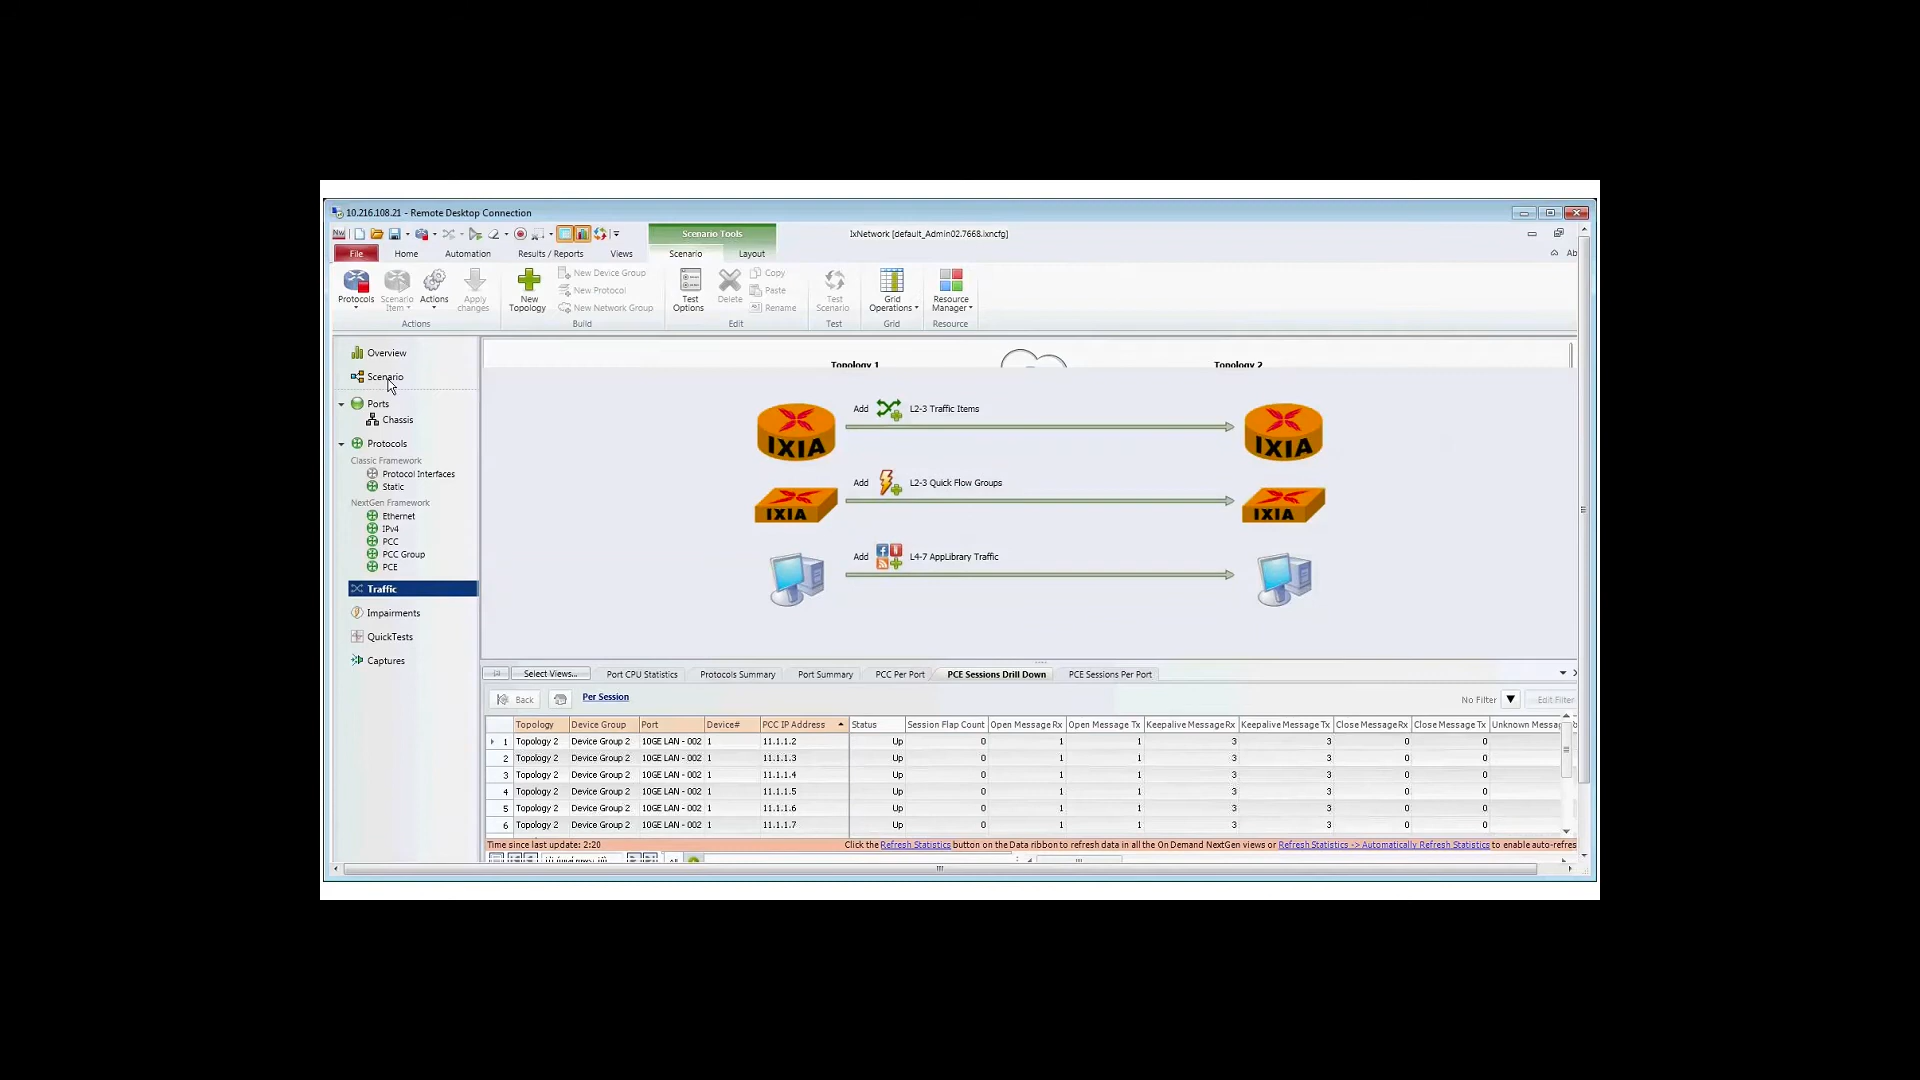 10.216.108.21 - Remote Desktop Connection
Scenario Tools
IxNetwork [default_Admin02.7668.ixncfg]
File Home Automation Results / Reports Views Scenario Layout Ab
Protocols
Scenario Item
Actions
Apply changes
Actions
New Topology
New Device Group
New Protocol
New Network Group
Build
Test Options
Delete
Copy
Paste
Rename
Edit
Test Scenario
Test
Grid Operations
Grid
Resource Manager
Resource
Overview
Scenario
Ports
Chassis
Protocols
Classic Framework
Protocol Interfaces
Static
NextGen Framework
Ethernet
IPv4
PCC
PCC Group
PCE
Traffic
Impairments
QuickTests
Captures
Topology 1 Topology 2
Add L2-3 Traffic Items
IXIA IXIA
Add L2-3 Quick Flow Groups
IXIA IXIA
Add L4-7 AppLibrary Traffic
Select Views... Port CPU Statistics Protocols Summary Port Summary PCC Per Port PCE Sessions Drill Down PCE Sessions Per Port
Back Per Session No Filter Edit Filter
Topology Device Group Port Device# PCC IP Address Status Session Flap Count Open Message Rx Open Message Tx Keepalive Message Rx Keepalive Message Tx Close Message Rx Close Message Tx
1 Topology 2 Device Group 2 10GE LAN - 002 1 11.1.1.2 Up 0 1 1 3 3 0 0
2 Topology 2 Device Group 2 10GE LAN - 002 1 11.1.1.3 Up 0 1 1 3 3 0 0
3 Topology 2 Device Group 2 10GE LAN - 002 1 11.1.1.4 Up 0 1 1 3 3 0 0
4 Topology 2 Device Group 2 10GE LAN - 002 1 11.1.1.5 Up 0 1 1 3 3 0 0
5 Topology 2 Device Group 2 10GE LAN - 002 1 11.1.1.6 Up 0 1 1 3 3 0 0
6 Topology 2 Device Group 2 10GE LAN - 002 1 11.1.1.7 Up 0 1 1 3 3 0 0
Time since last update: 2:20 Click the Refresh Statistics button on the Data ribbon to refresh data in all the On Demand NextGen views or Refresh Statistics -> Automatically Refresh Statistics to enable auto-refres